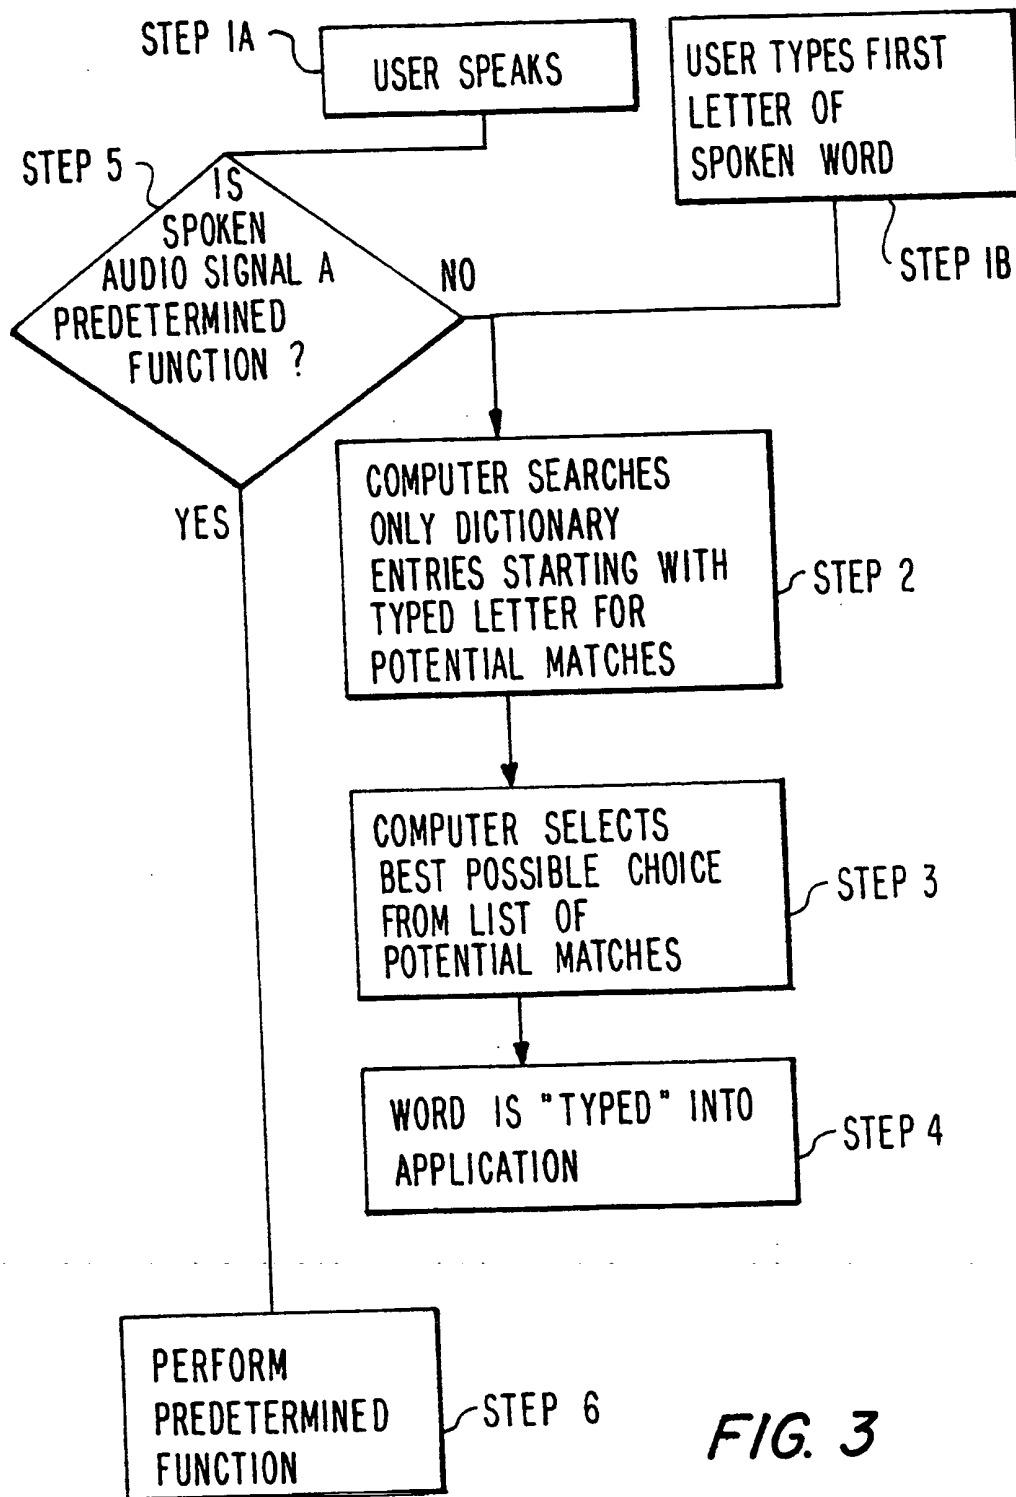 STEP 1A
USER SPEAKS
USER TYPES FIRST
LETTER OF
SPOKEN WORD
STEP 1B
STEP 5
IS
SPOKEN
AUDIO SIGNAL A
PREDETERMINED
FUNCTION ?
NO
YES
COMPUTER SEARCHES
ONLY DICTIONARY
ENTRIES STARTING WITH
TYPED LETTER FOR
POTENTIAL MATCHES
STEP 2
COMPUTER SELECTS
BEST POSSIBLE CHOICE
FROM LIST OF
POTENTIAL MATCHES
STEP 3
WORD IS "TYPED" INTO
APPLICATION
STEP 4
PERFORM
PREDETERMINED
FUNCTION
STEP 6
FIG. 3